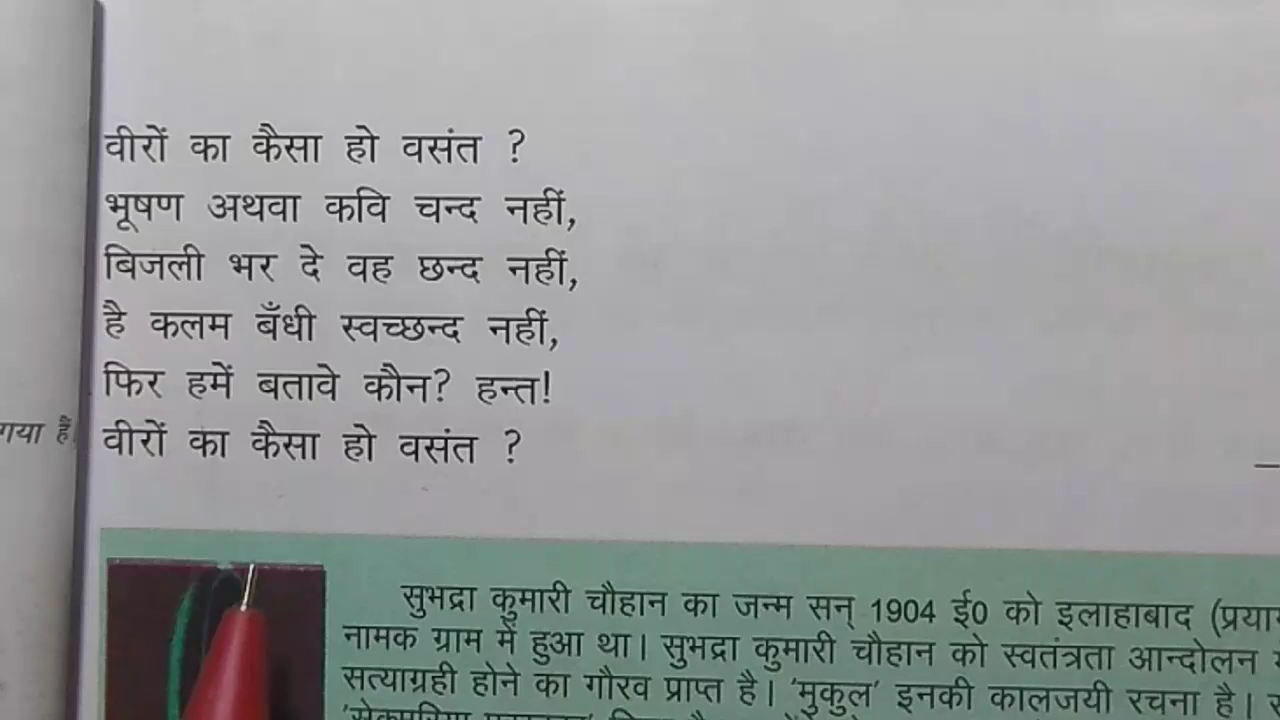 वीरों का कैसा हो वसंत ?
भूषण अथवा कवि चन्द नहीं,
बिजली भर दे वह छन्द नहीं,
है कलम बँधी स्वच्छन्द नहीं,
फिर हमें बतावे कौन? हन्त!
गया है।
वीरों का कैसा हो वसंत ?
सुभद्रा कुमारी चौहान का जन्म सन् 1904 ई0 को इलाहाबाद
नामक ग्राम में हुआ था। सुभद्रा कुमारी चौहान को स्वतंत्रता आन्दोलन
सत्याग्रही होने का गौरव प्राप्त है। 'मुकुल' इनकी कालजयी रचना है।